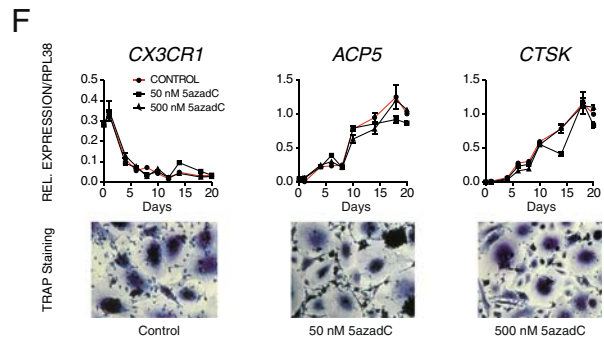 F
CX3CR1
ACP5
CTSK
REL. EXPRESSION/RPL38
0.5
0.4
0.3
0.2
0.1
0.0
0 5 10 15 20
Days
CONTROL
50 nM 5azadC
500 nM 5azadC
1.5
1.0
0.5
0.0
0 5 10 15 20
Days
1.5
1.0
0.5
0.0
0 5 10 15 20
Days
TRAP Staining
Control
50 nM 5azadC
500 nM 5azadC